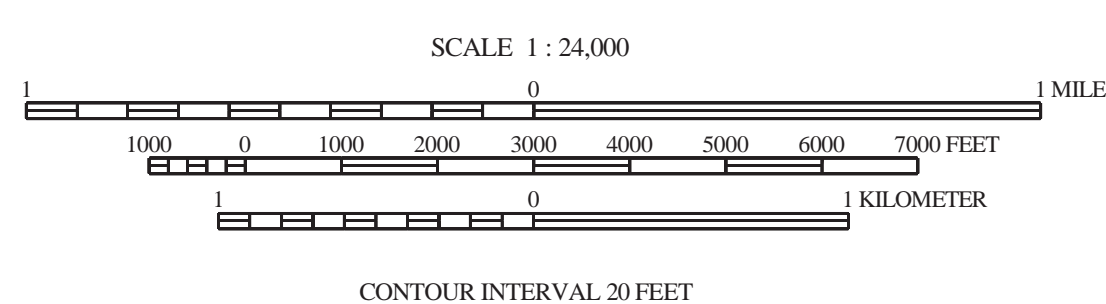 SCALE 1 : 24,000
1 0 1 MILE
1000 0 1000 2000 3000 4000 5000 6000 7000 FEET
1 0 1 KILOMETER
CONTOUR INTERVAL 20 FEET